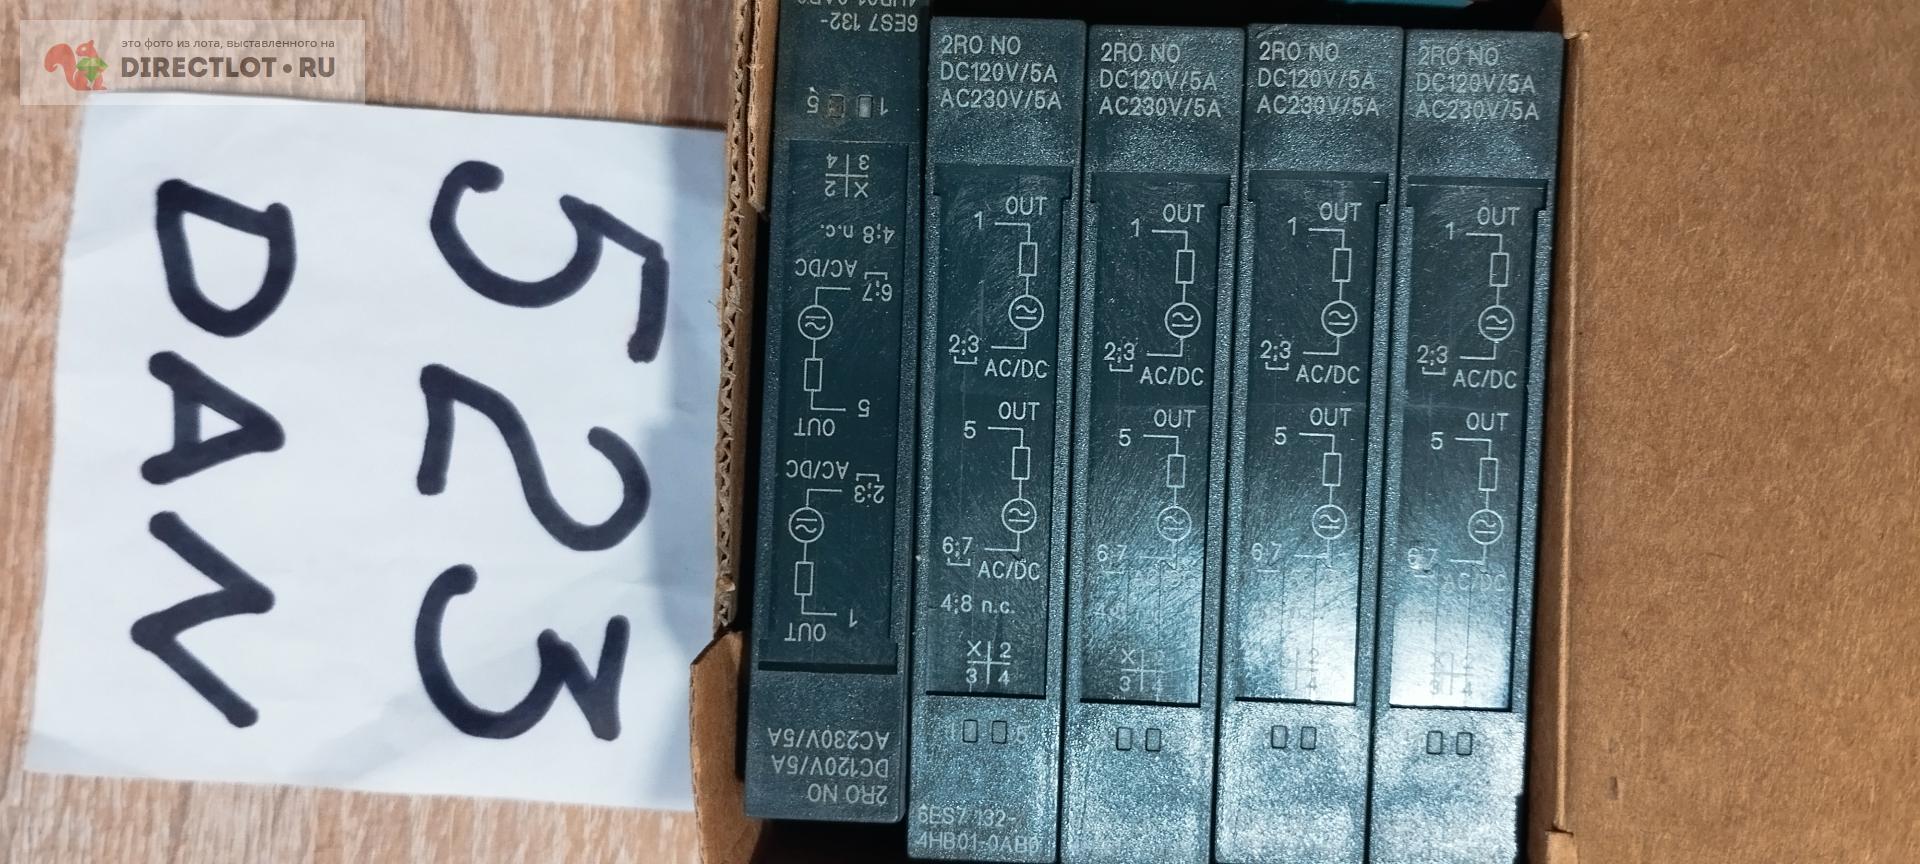 это фото из лота, выставленного на
DIRECTLOT•RU
523
DAN
6ES7 132-
1
5
X 2
3 4
4;8 n.c.
6;7
AC/DC
5
OUT
2;3
AC/DC
1
OUT
2RO NO
DC120V/5A
AC230V/5A
2RO NO
DC120V/5A
AC230V/5A
OUT
1
2;3
AC/DC
OUT
5
6;7
AC/DC
4;8 n.c.
X 2
3 4
6ES7 132-
4HB01-0AB0
2RO NO
DC120V/5A
AC230V/5A
OUT
1
2;3
AC/DC
OUT
5
6;7
X
3
2RO NO
DC120V/5A
AC230V/5A
OUT
1
2;3
AC/DC
OUT
5
6;7
2
4
2RO NO
DC120V/5A
AC230V/5A
OUT
1
2;3
AC/DC
OUT
5
6;7
AC/DC
X 2
3 4